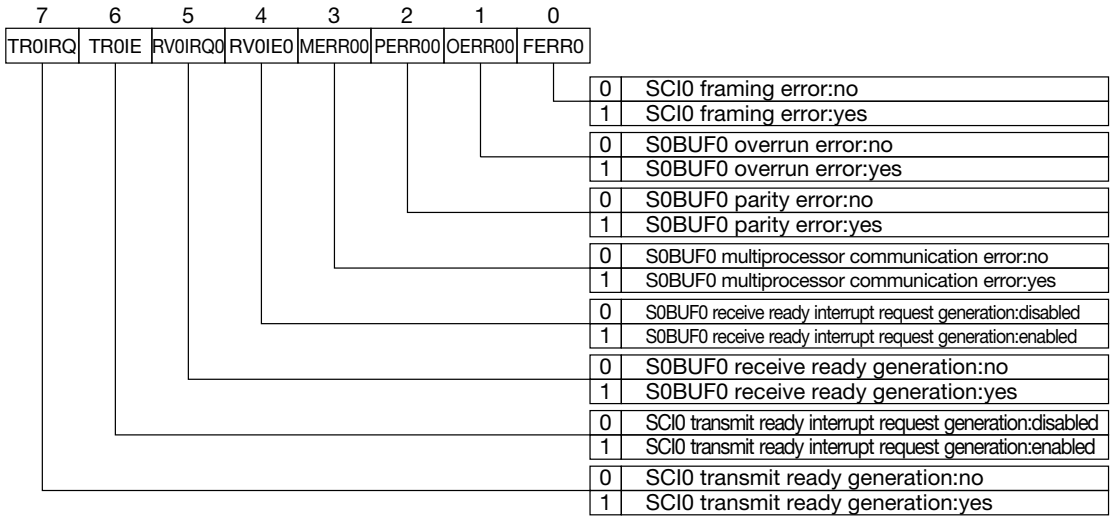 7 6 5 4 3 2 1 0
TR0IRQ TR0IE RV0IRQ0 RV0IE0 MERR00 PERR00 OERR00 FERR0
0 SCI0 framing error:no
1 SCI0 framing error:yes
0 S0BUF0 overrun error:no
1 S0BUF0 overrun error:yes
0 S0BUF0 parity error:no
1 S0BUF0 parity error:yes
0 S0BUF0 multiprocessor communication error:no
1 S0BUF0 multiprocessor communication error:yes
0 S0BUF0 receive ready interrupt request generation:disabled
1 S0BUF0 receive ready interrupt request generation:enabled
0 S0BUF0 receive ready generation:no
1 S0BUF0 receive ready generation:yes
0 SCI0 transmit ready interrupt request generation:disabled
1 SCI0 transmit ready interrupt request generation:enabled
0 SCI0 transmit ready generation:no
1 SCI0 transmit ready generation:yes